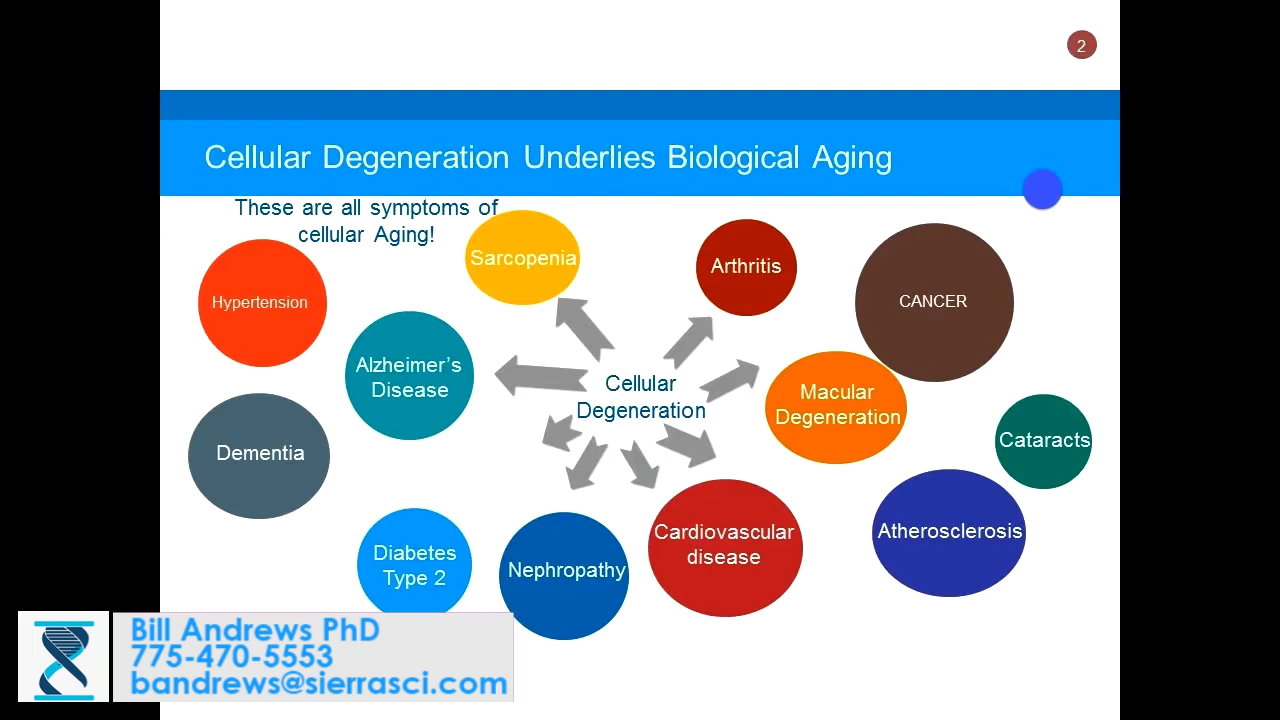 2
Cellular Degeneration Underlies Biological Aging
These are all symptoms of
cellular Aging!
Sarcopenia
Arthritis
Hypertension
CANCER
Alzheimer’s
Disease
Cellular
Degeneration
Macular
Degeneration
Dementia
Cataracts
Cardiovascular
disease
Atherosclerosis
Diabetes
Type 2
Nephropathy
Bill Andrews PhD
775-470-5553
bandrews@sierrasci.com